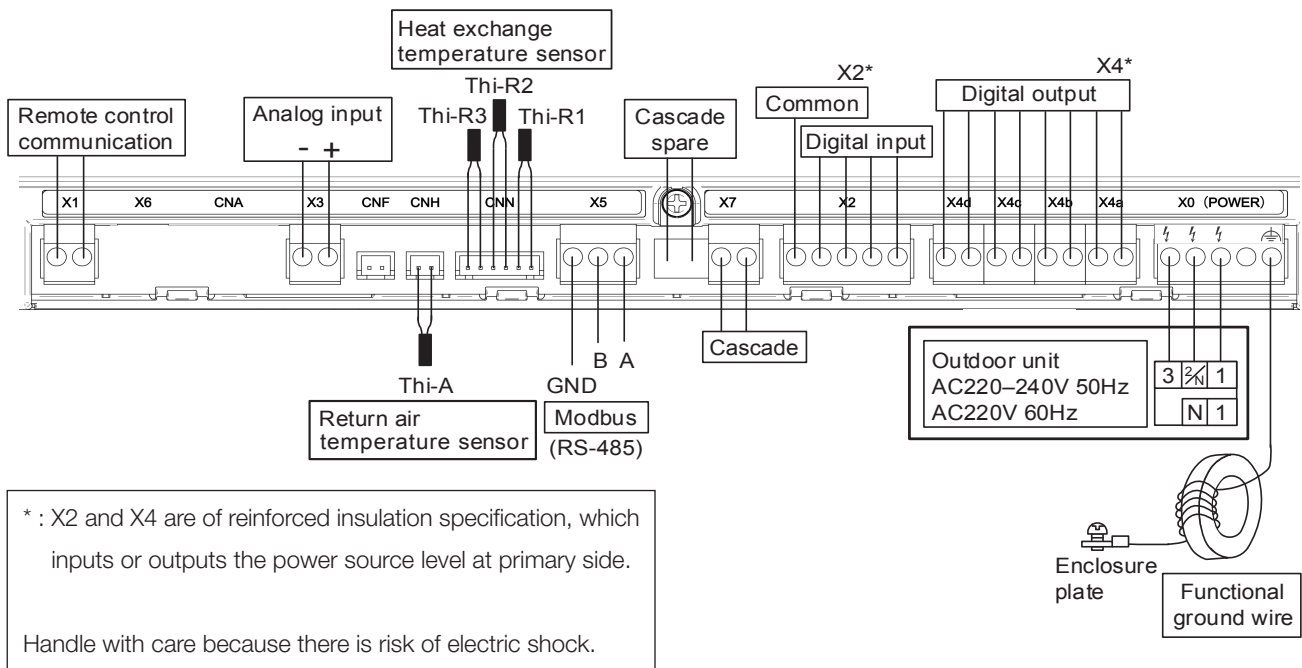 Heat exchange
temperature sensor
Thi-R2
Thi-R3
Thi-R1
Remote control
communication
Analog input
- +
Cascade
spare
X2*
Common
Digital input
X4*
Digital output
X1
X6
CNA
X3
CNF
CNH
CNN
X5
X7
X2
X4d
X4c
X4b
X4a
X0 (POWER)
Thi-A
Return air
temperature sensor
GND
B
A
Modbus
(RS-485)
Cascade
Outdoor unit
AC220–240V 50Hz
AC220V 60Hz
3 2/N 1
N 1
Enclosure
plate
Functional
ground wire
* : X2 and X4 are of reinforced insulation specification, which
inputs or outputs the power source level at primary side.
Handle with care because there is risk of electric shock.